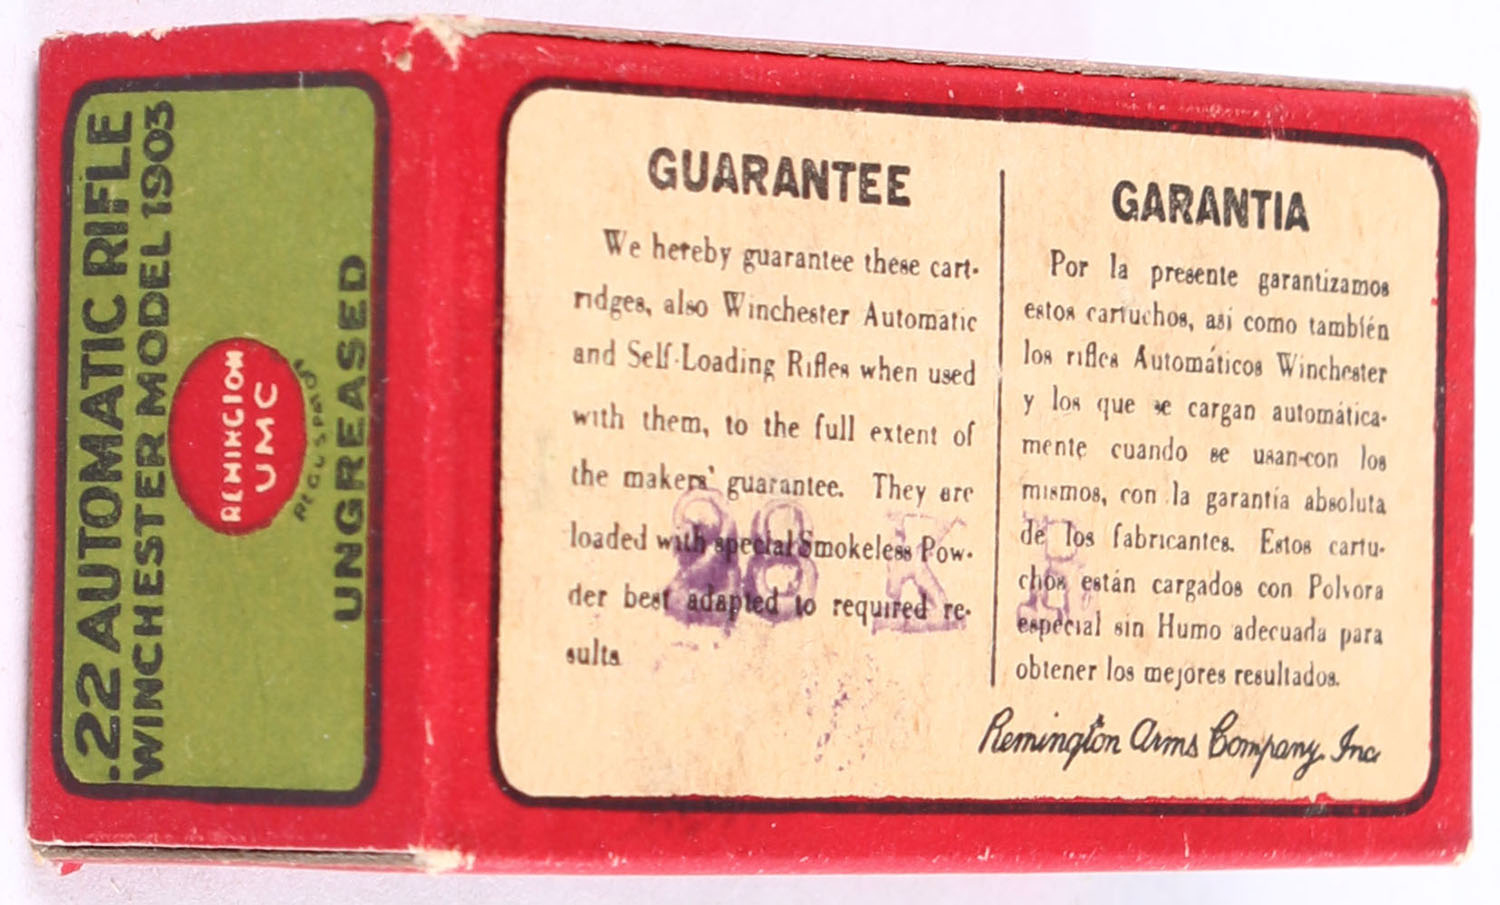 .22 AUTOMATIC RIFLE
WINCHESTER MODEL 1903
REMINGTON
UMC
REG. U.S. PAT. OFF.
UNGREASED
GUARANTEE
We hereby guarantee these cart-
ridges, also Winchester Automatic
and Self-Loading Rifles when used
with them, to the full extent of
the makers' guarantee. They are
loaded with special Smokeless Pow-
der best adapted to required re-
sults
GARANTIA
Por la presente garantizamos
estos cartuchos, asi como también
los rifles Automáticos Winchester
y los que se cargan automática-
mente cuando se usan-con los
mismos, con la garantía absoluta
de los fabricantes. Estos cartu-
chos están cargados con Polvora
especial sin Humo adecuada para
obtener los mejores resultados.
Remington Arms Company, Inc
28 K